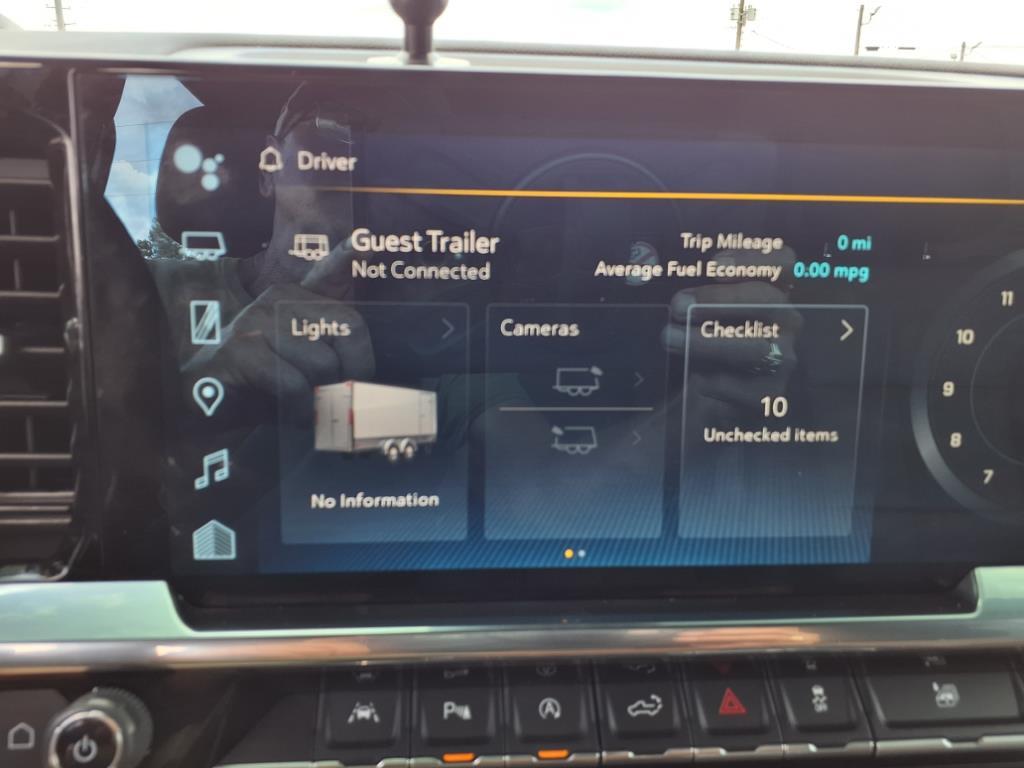 Driver
Guest Trailer
Not Connected
Trip Mileage 0 mi
Average Fuel Economy 0.00 mpg
Lights
Cameras
Checklist
10
Unchecked items
No Information
11
10
9
8
7
P
A
OFF